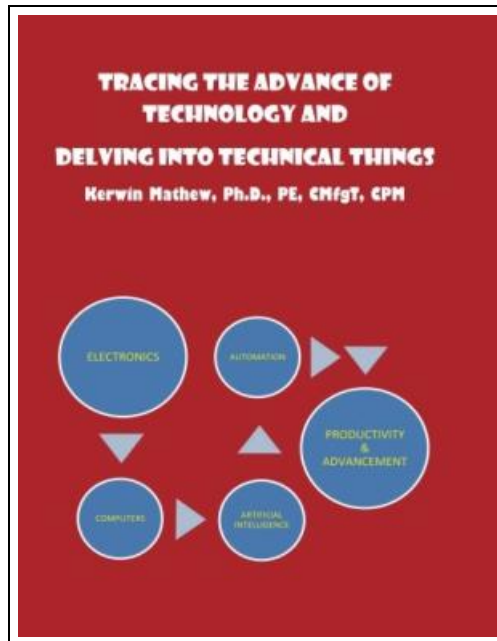 TRACING THE ADVANCE OF
TECHNOLOGY AND
DELVING INTO TECHNICAL THINGS
Kerwin Mathew, Ph.D., PE, CMfgT, CPM
ELECTRONICS
AUTOMATION
PRODUCTIVITY
&
ADVANCEMENT
COMPUTERS
ARTIFICIAL
INTELLIGENCE